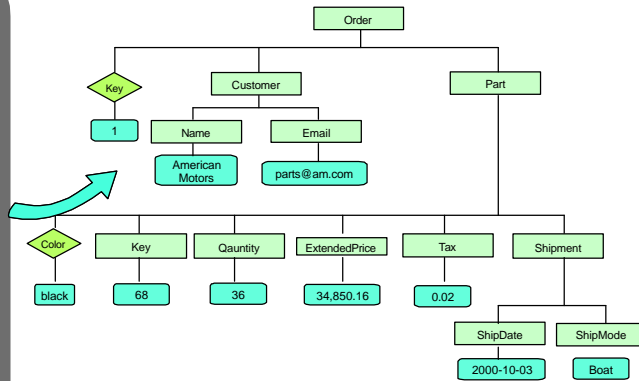 Order
Key
Customer
Part
1
Name
Email
American
Motors
parts@am.com
Color
Key
Qauntity
ExtendedPrice
Tax
Shipment
black
68
36
34,850.16
0.02
ShipDate
ShipMode
2000-10-03
Boat